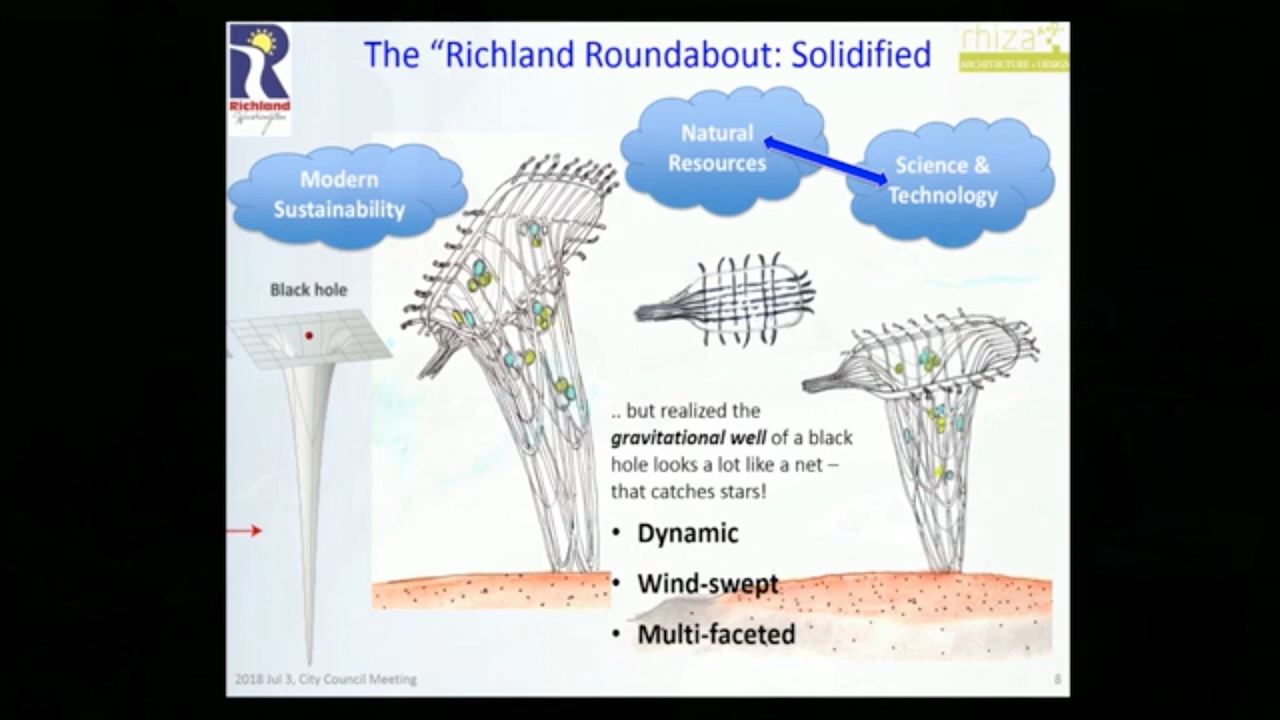 The “Richland Roundabout: Solidified
Richland
Washington
rhiza
ARCHITECTURE + DESIGN
Modern
Sustainability
Natural
Resources
Science &
Technology
Black hole
.. but realized the
gravitational well of a black
hole looks a lot like a net –
that catches stars!
• Dynamic
• Wind-swept
• Multi-faceted
2018 Jul 3, City Council Meeting
8